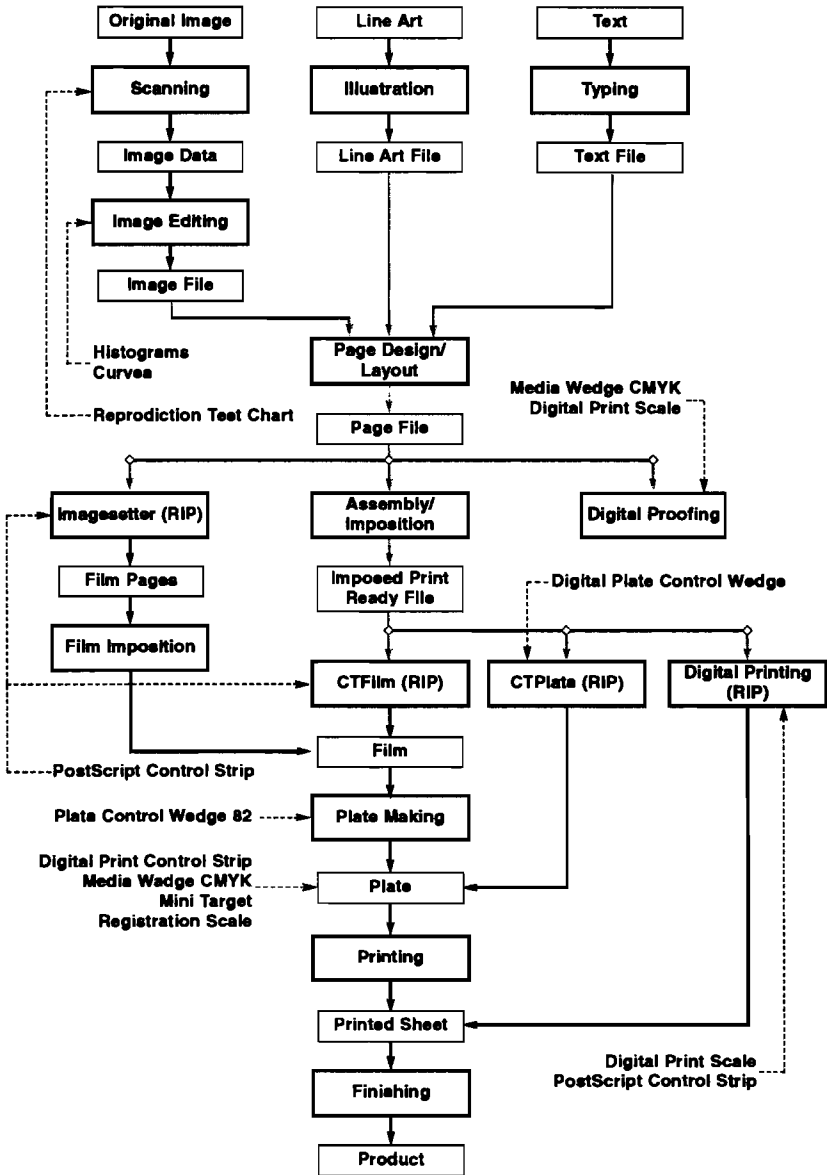 Original Image
Line Art
Text
Scanning
Illustration
Typing
Image Data
Line Art File
Text File
Image Editing
Image File
Histograms
Curvea
Page Design/
Layout
Reprodiction Test Chart
Media Wedge CMYK
Digital Print Scale
Page File
Imagesetter (RIP)
Assembly/
Imposition
Digital Proofing
Film Pages
Imposed Print
Ready File
Digital Plate Control Wedge
Film Imposition
CTFilm (RIP)
CTPlata (RIP)
Digital Printing
(RIP)
Film
PostScript Control Strip
Plata Control Wedge 82
Plate Making
Digital Print Control Strip
Media Wadge CMYK
Mini Target
Registration Scale
Plate
Printing
Printed Sheet
Digital Print Scale
PostScript Control Strip
Finishing
Product